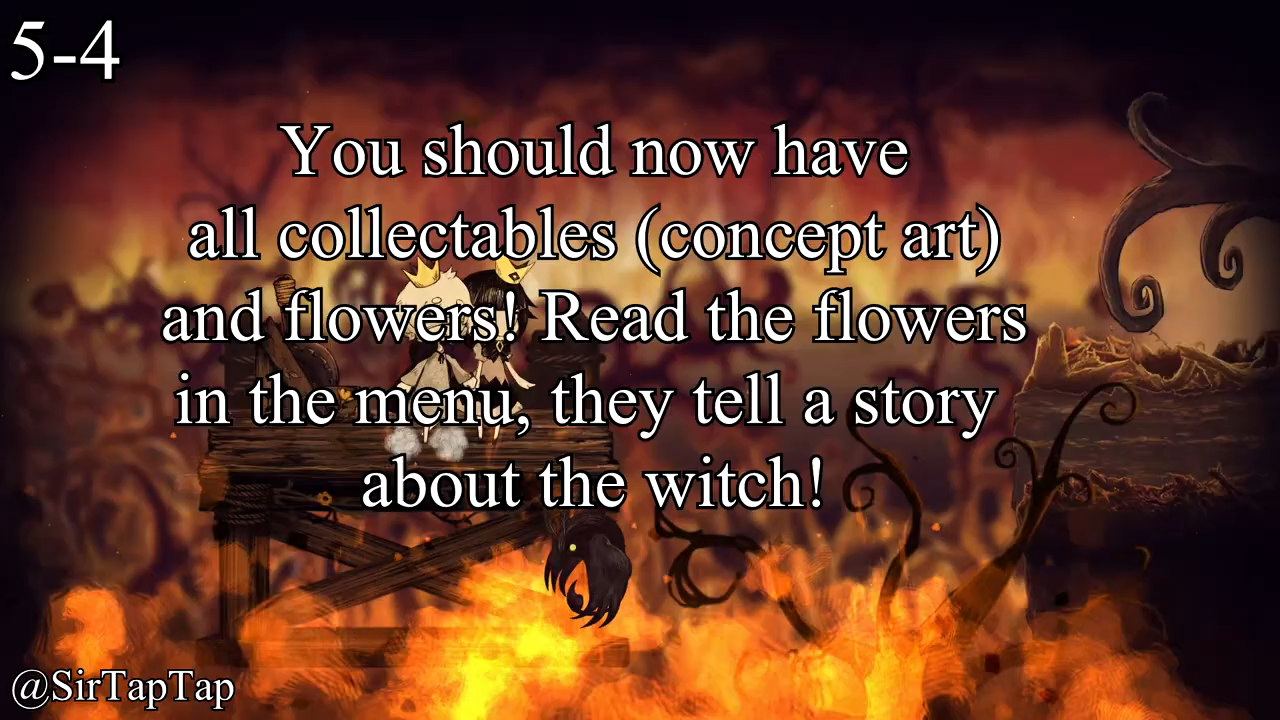 5-4
You should now have
all collectables (concept art)
and flowers! Read the flowers
in the menu, they tell a story
about the witch!
@SirTapTap